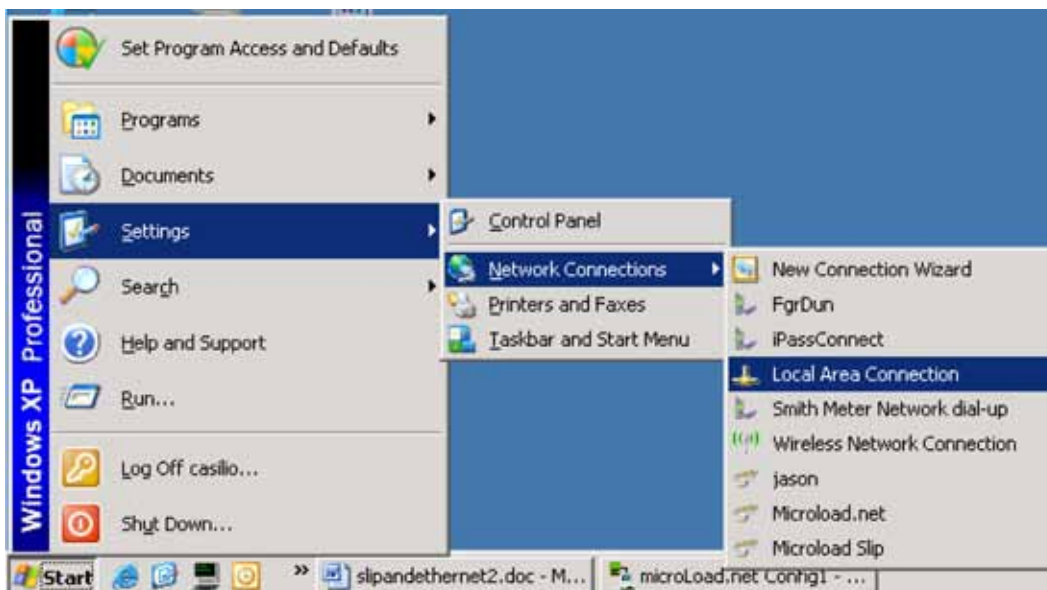 Set Program Access and Defaults
Programs
Documents
Settings
Search
Help and Support
Run...
Log Off casilio...
Shut Down...
Windows XP Professional
Control Panel
Network Connections
Printers and Faxes
Taskbar and Start Menu
New Connection Wizard
FgrDun
iPassConnect
Local Area Connection
Smith Meter Network dial-up
Wireless Network Connection
jason
Microload.net
Microload Slip
Start
»
slipandethernet2.doc - M...
microLoad.net Config1 - ...